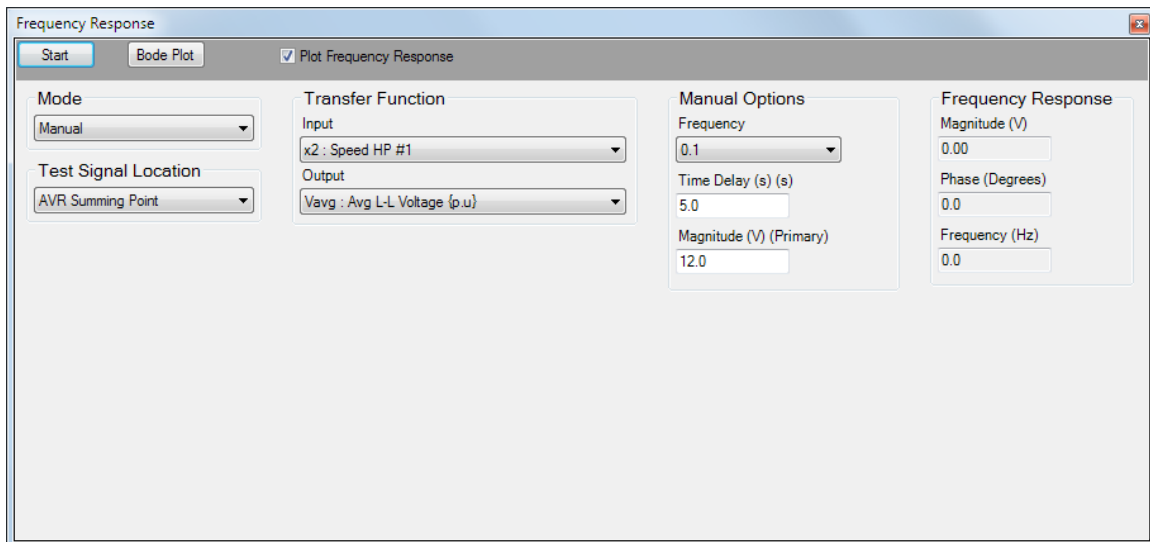 Frequency Response
Start
Bode Plot
Plot Frequency Response
Mode
Manual
Test Signal Location
AVR Summing Point
Transfer Function
Input
x2 : Speed HP #1
Output
Vavg : Avg L-L Voltage {p.u}
Manual Options
Frequency
0.1
Time Delay (s) (s)
5.0
Magnitude (V) (Primary)
12.0
Frequency Response
Magnitude (V)
0.00
Phase (Degrees)
0.0
Frequency (Hz)
0.0